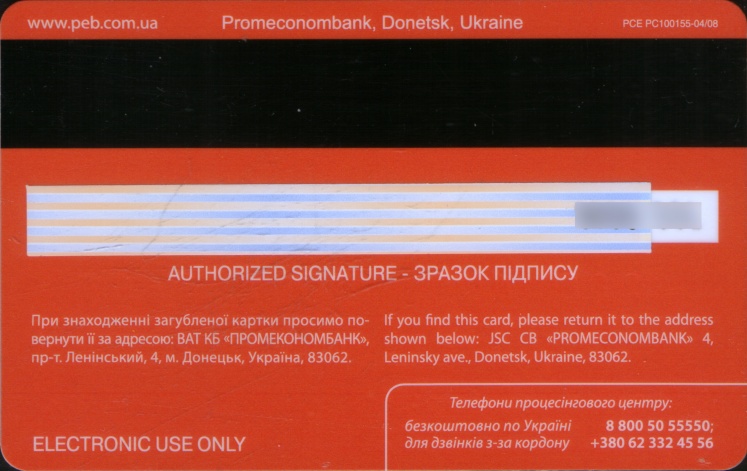 www.peb.com.ua Promeconombank, Donetsk, Ukraine PCE PC100155-04/08
AUTHORIZED SIGNATURE - ЗРАЗОК ПІДПИСУ
При знаходженні загубленої картки просимо по-
вернути її за адресою: ВАТ КБ «ПРОМЕКОНОМБАНК»,
пр-т. Ленінський, 4, м. Донецьк, Україна, 83062.
If you find this card, please return it to the address
shown below: JSC CB «PROMECONOMBANK» 4,
Leninsky ave., Donetsk, Ukraine, 83062.
Телефони процесінгового центру:
безкоштовно по Україні 8 800 50 55550;
для дзвінків з-за кордону +380 62 332 45 56
ELECTRONIC USE ONLY